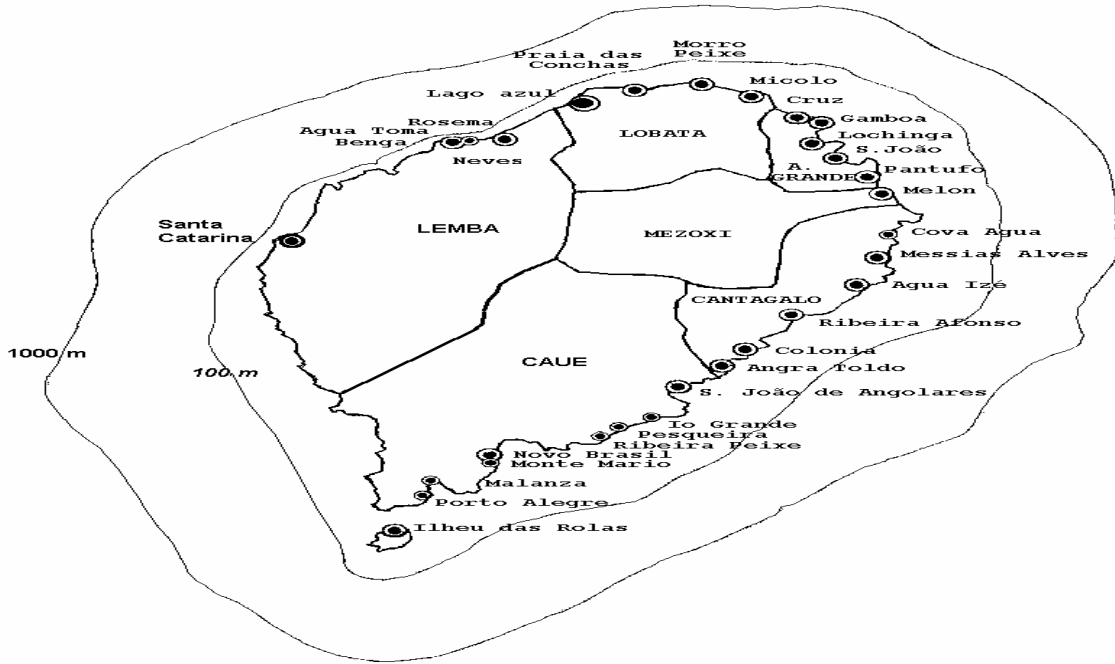 Morro
Peixe
Praia das
Conchas
Micolo
Lago azul
Cruz
Gamboa
Rosema
Agua Toma
Benga
Neves
LOBATA
Lochinga
S.João
A.
GRANDE
Pantufo
Melon
Santa
Catarina
LEMBA
MEZOXI
Cova Agua
Messias Alves
Agua Izé
CANTAGALO
Ribeira Afonso
1000 m
100 m
CAUE
Colonia
Angra Toldo
S. João de Angolares
Io Grande
Pesqueira
Ribeira Peixe
Novo Brasil
Monte Mario
Malanza
Porto Alegre
Ilheu das Rolas